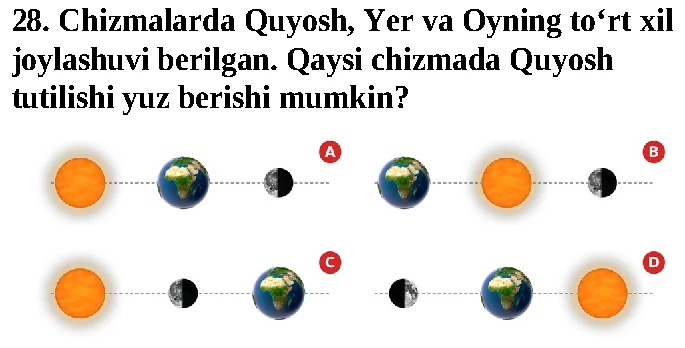 28. Chizmalarda Quyosh, Yer va Oyning to‘rt xil
joylashuvi berilgan. Qaysi chizmada Quyosh
tutilishi yuz berishi mumkin?
A
B
C
D